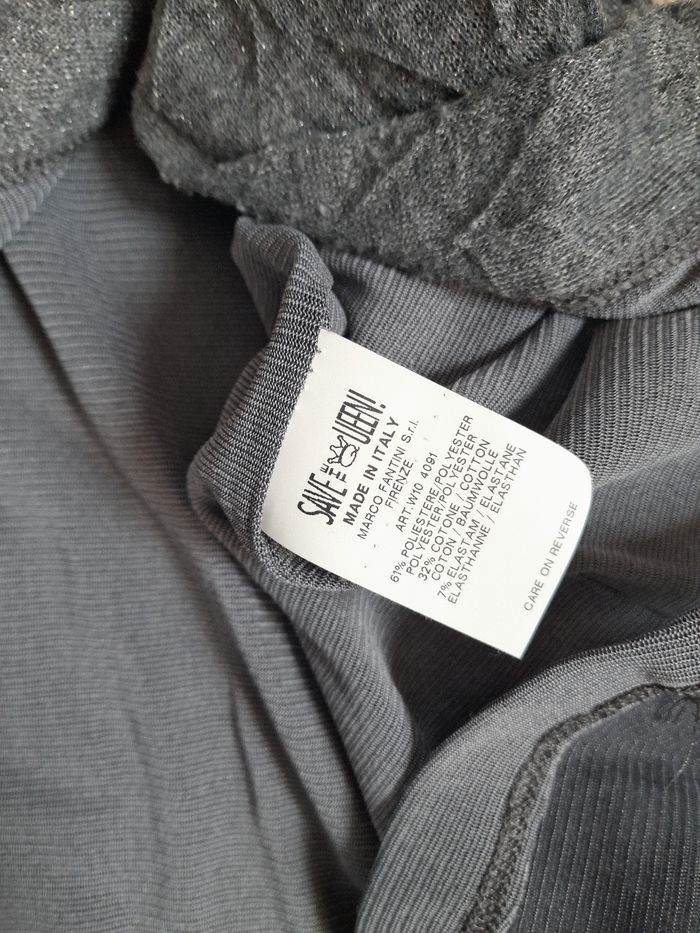 SAVE THE QUEEN!
MADE IN ITALY
MARCO FANTINI S.r.l.
FIRENZE
ART.W10 4091
61% POLIESTERE/POLYESTER
POLYESTER/POLYESTER
32% COTONE / COTTON
COTON / BAUMWOLLE
7% ELASTAM / ELASTANE
ELASTHANNE / ELASTHAN
CARE ON REVERSE